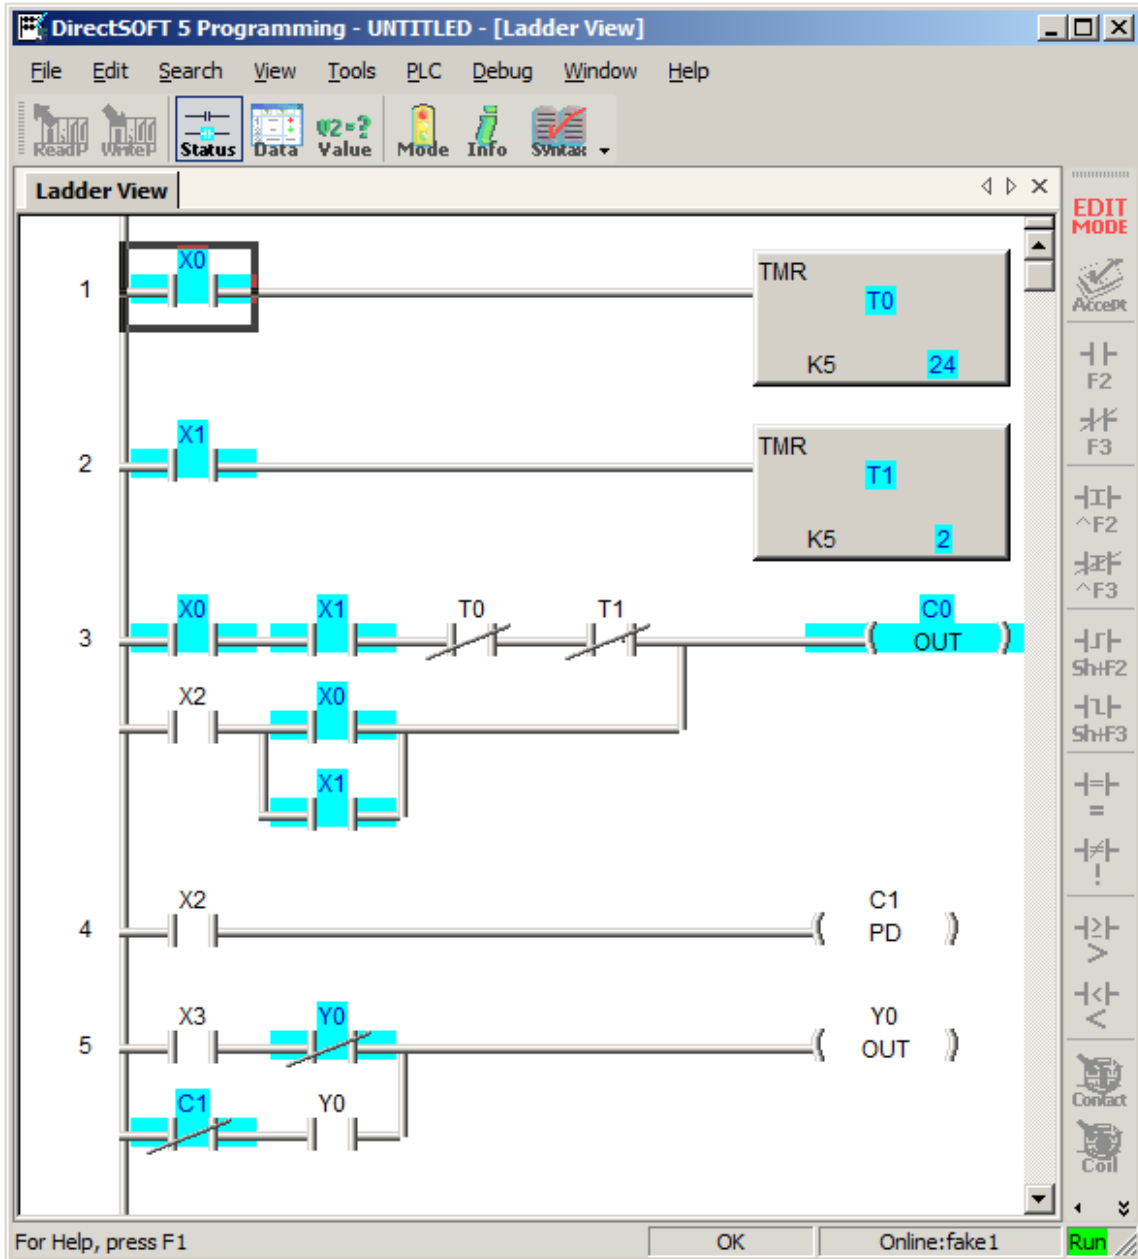 DirectSOFT 5 Programming - UNTITLED - [Ladder View]
File Edit Search View Tools PLC Debug Window Help
ReadP WriteP Status Data V2=? Value Mode Info Syntax
Ladder View
EDIT MODE
Accept
F2
F3
^F2
^F3
Sh+F2
Sh+F3
=
!
>
<
Contact
Coil
1 X0 TMR T0
K5 24
2 X1 TMR T1
K5 2
3 X0 X1 T0 T1 C0
OUT
X2 X0
X1
4 X2 C1
PD
5 X3 Y0 Y0
OUT
C1 Y0
For Help, press F1 OK Online:fake1 Run